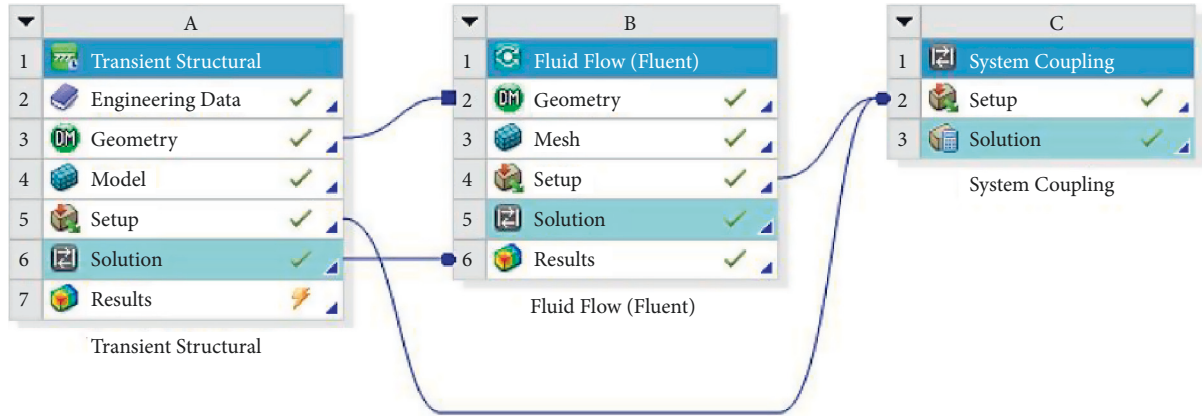 A
1 Transient Structural
2 Engineering Data
3 DM Geometry
4 Model
5 Setup
6 Solution
7 Results
Transient Structural
B
1 Fluid Flow (Fluent)
2 DM Geometry
3 Mesh
4 Setup
5 Solution
6 Results
Fluid Flow (Fluent)
C
1 System Coupling
2 Setup
3 Solution
System Coupling